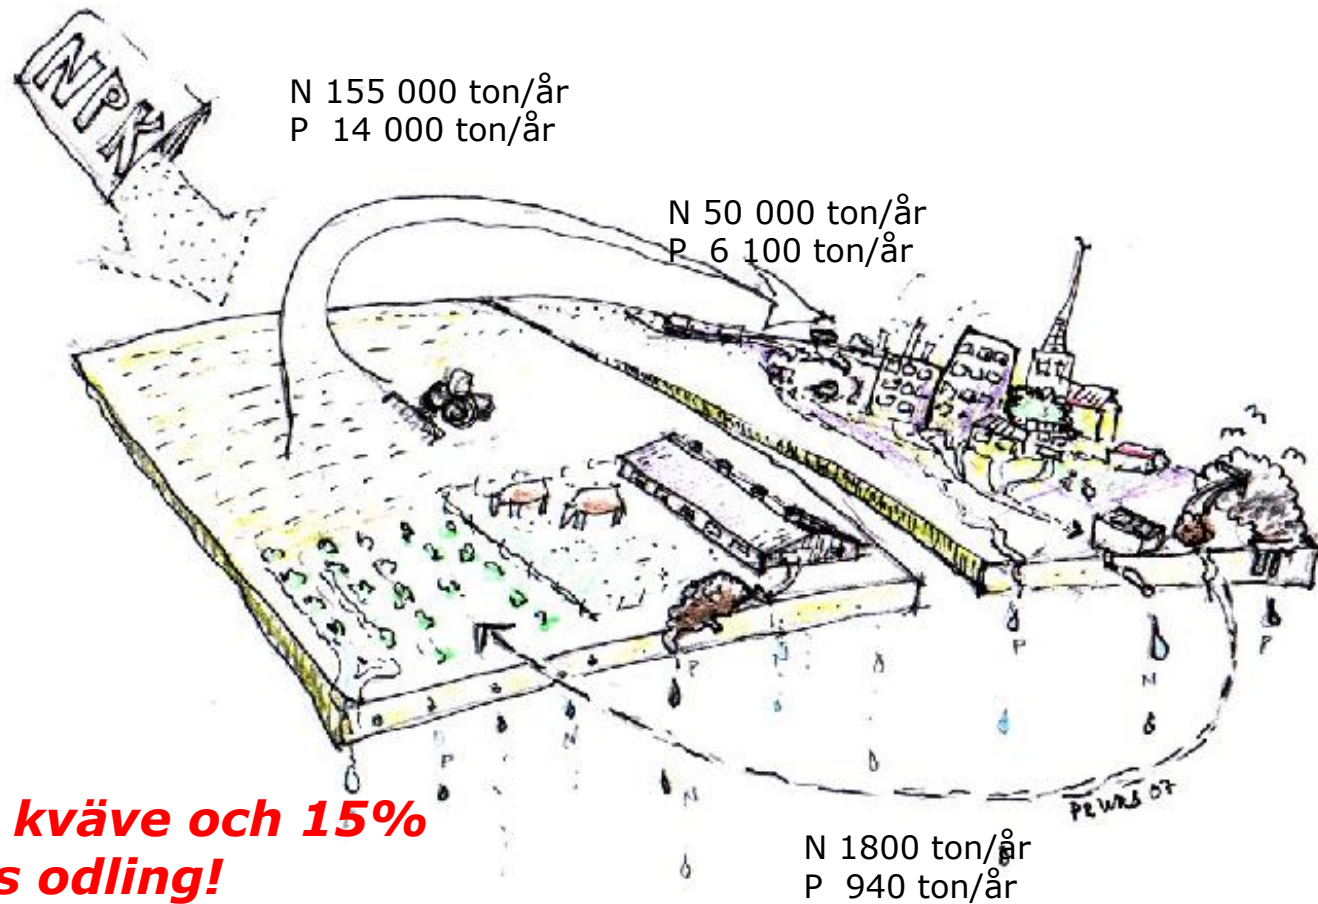 NPK
N 155 000 ton/år
P 14 000 ton/år
N 50 000 ton/år
P 6 100 ton/år
P
N
P
P
N
P
N
N
kväve och 15%
s odling!
N 1800 ton/år
P 940 ton/år